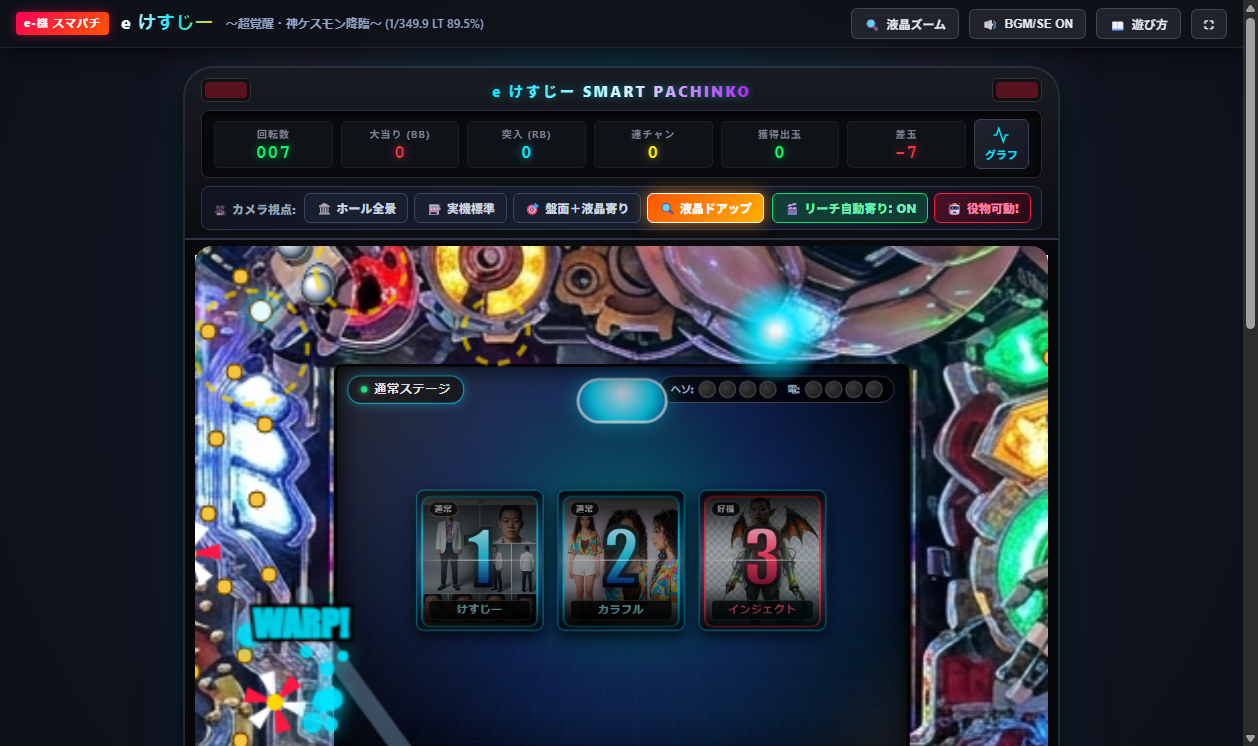 e-機 スマパチ e けすじー 〜超覚醒・神ケスモン降臨〜 (1/349.9 LT 89.5%) 液晶ズーム BGM/SE ON 遊び方
e けすじー SMART PACHINKO
回転数 大当り (BB) 突入 (RB) 連チャン 獲得出玉 差玉
007 0 0 0 0 -7 グラフ
カメラ視点: ホール全景 実機標準 盤面+液晶寄り 液晶ドアップ リーチ自動寄り: ON 役物可動!
通常ステージ ヘソ: 電:
通常 通常 好機
1 2 3
けすじー カラフル インジェクト
WARP!